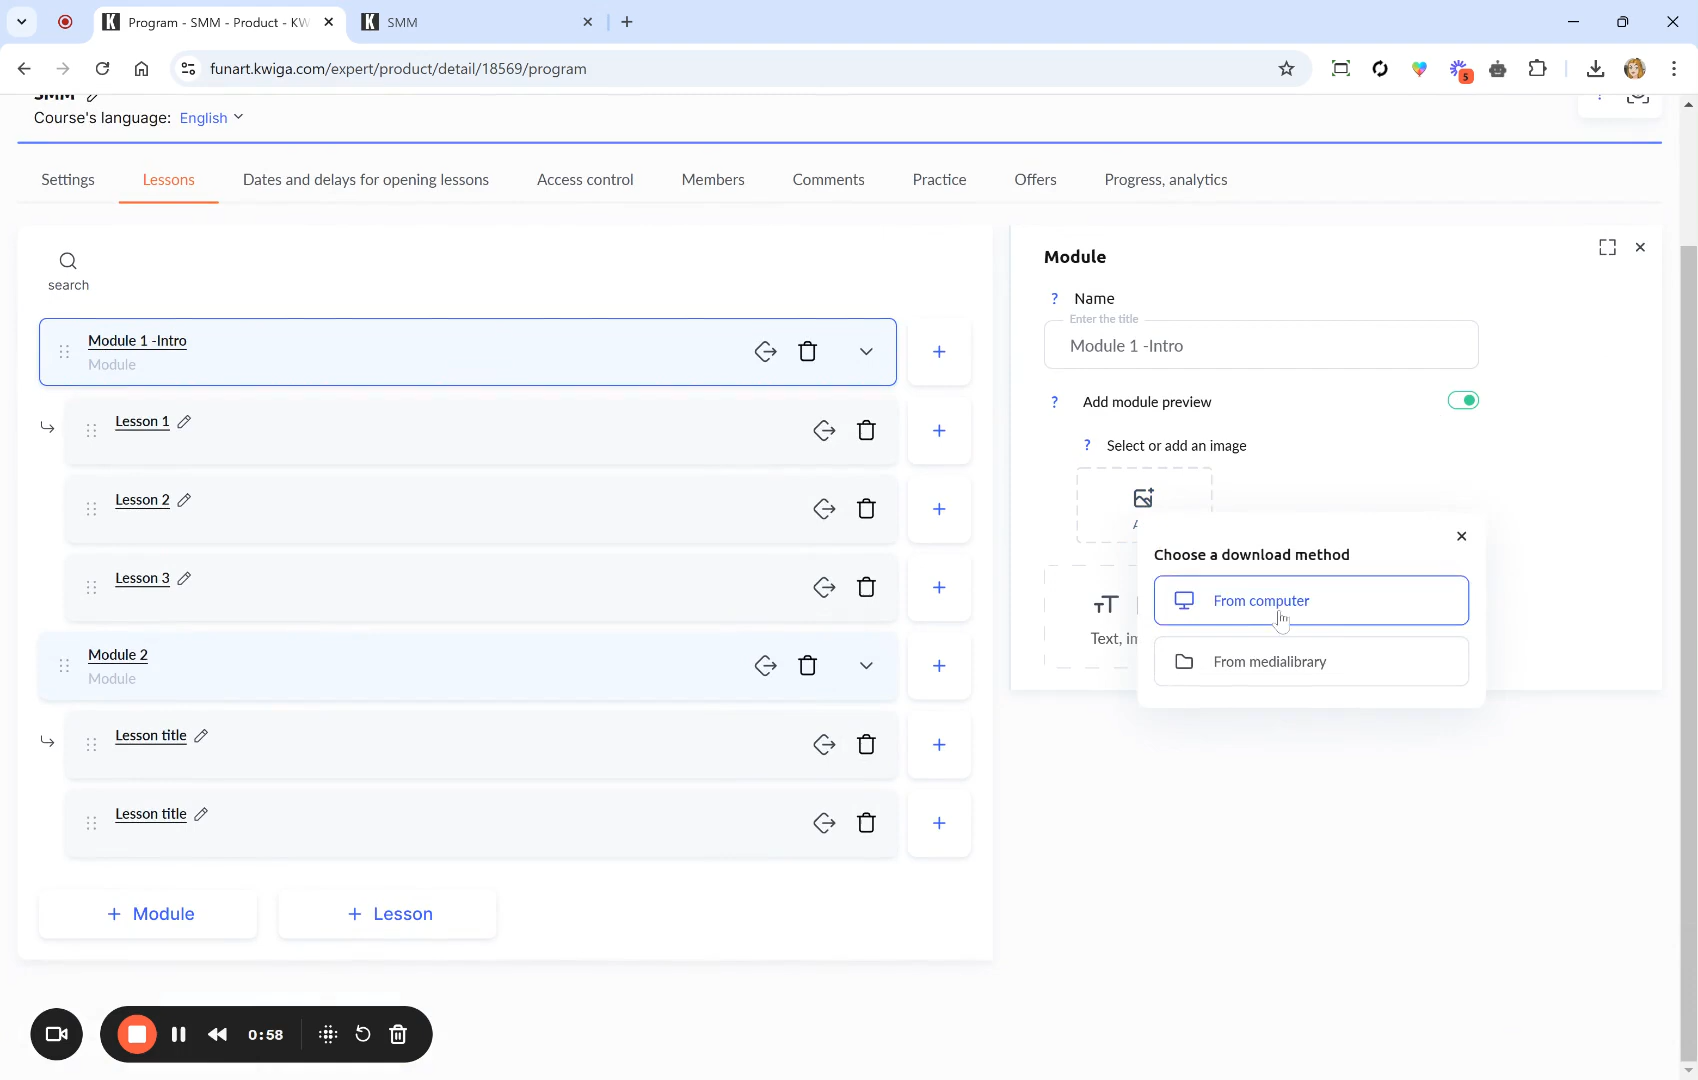 Program - SMM - Product - KW
SMM
funart.kwiga.com/expert/product/detail/18569/program
5
SMM
Course's language: English
Settings
Lessons
Dates and delays for opening lessons
Access control
Members
Comments
Practice
Offers
Progress, analytics
search
Module 1 -Intro
Module
Lesson 1
Lesson 2
Lesson 3
Module 2
Module
Lesson title
Lesson title
+ Module
+ Lesson
Module
? Name
Enter the title
Module 1 -Intro
? Add module preview
? Select or add an image
Choose a download method
From computer
From medialibrary
Text, im
0:58